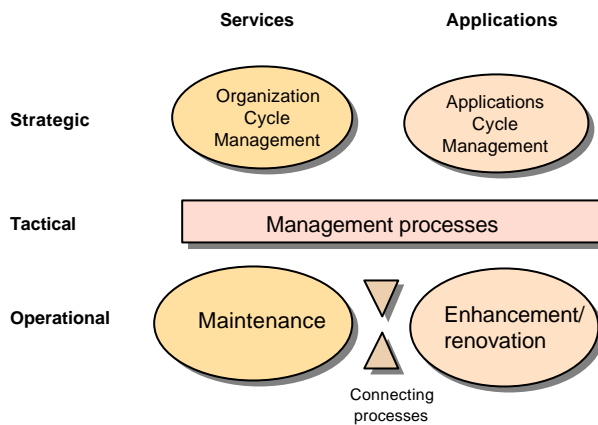 Services
Applications
Strategic
Organization
Cycle
Management
Applications
Cycle
Management
Tactical
Management processes
Operational
Maintenance
Enhancement/
renovation
Connecting
processes